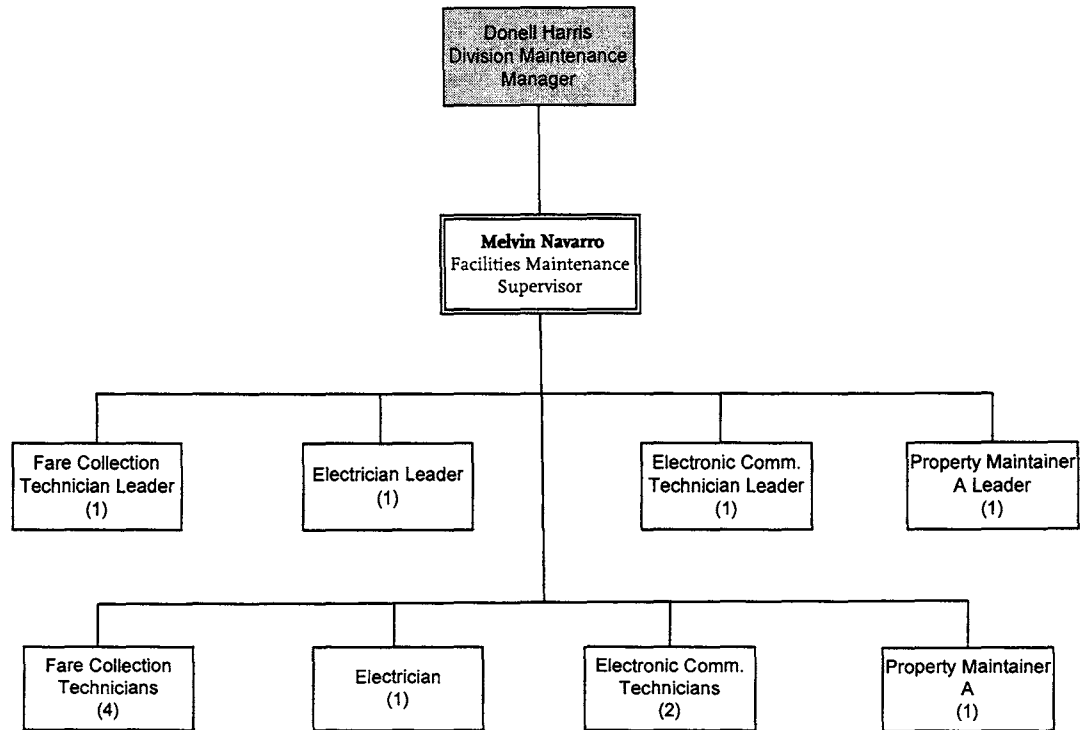 Donell Harris
Division Maintenance
Manager
Melvin Navarro
Facilities Maintenance
Supervisor
Fare Collection
Technician Leader
(1)
Electrician Leader
(1)
Electronic Comm.
Technician Leader
(1)
Property Maintainer
A Leader
(1)
Fare Collection
Technicians
(4)
Electrician
(1)
Electronic Comm.
Technicians
(2)
Property Maintainer
A
(1)